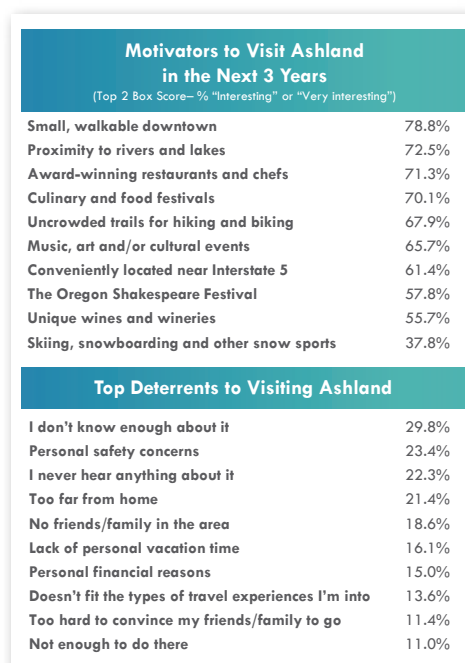 Motivators to Visit Ashland
in the Next 3 Years
(Top 2 Box Score– % “Interesting” or “Very interesting”)
Small, walkable downtown 78.8%
Proximity to rivers and lakes 72.5%
Award-winning restaurants and chefs 71.3%
Culinary and food festivals 70.1%
Uncrowded trails for hiking and biking 67.9%
Music, art and/or cultural events 65.7%
Conveniently located near Interstate 5 61.4%
The Oregon Shakespeare Festival 57.8%
Unique wines and wineries 55.7%
Skiing, snowboarding and other snow sports 37.8%
Top Deterrents to Visiting Ashland
I don’t know enough about it 29.8%
Personal safety concerns 23.4%
I never hear anything about it 22.3%
Too far from home 21.4%
No friends/family in the area 18.6%
Lack of personal vacation time 16.1%
Personal financial reasons 15.0%
Doesn’t fit the types of travel experiences I’m into 13.6%
Too hard to convince my friends/family to go 11.4%
Not enough to do there 11.0%